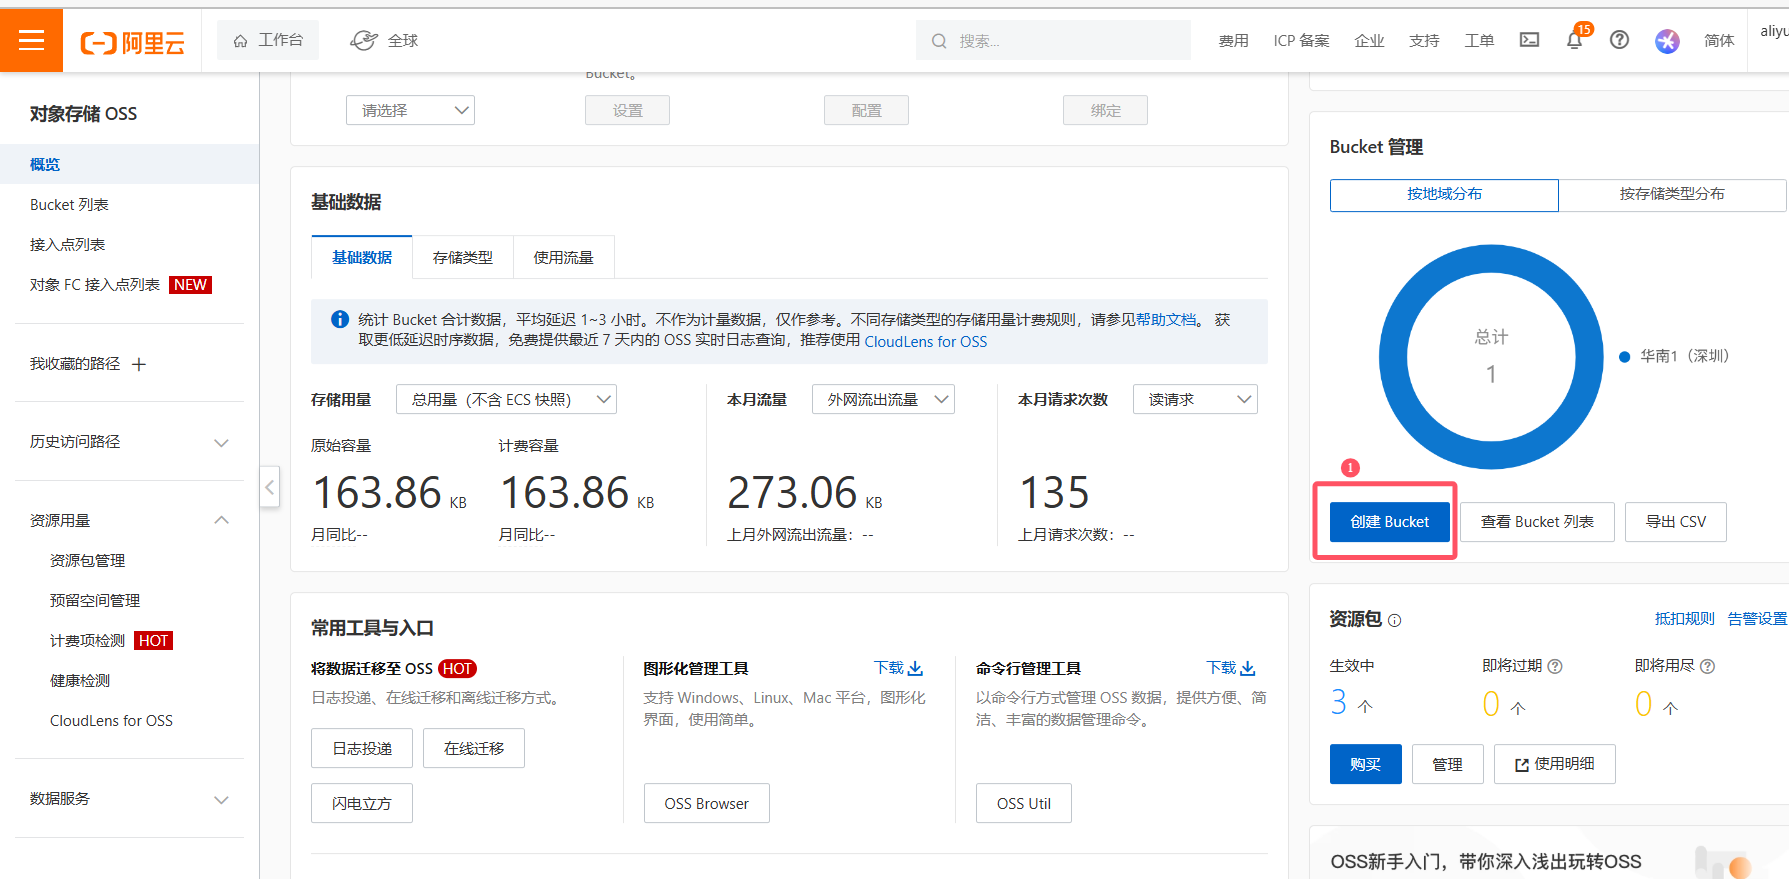 阿里云
工作台
全球
搜索...
费用
ICP 备案
企业
支持
工单
15
简体
aliyu
对象存储 OSS
概览
Bucket 列表
接入点列表
对象 FC 接入点列表 NEW
我收藏的路径
历史访问路径
资源用量
资源包管理
预留空间管理
计费项检测 HOT
健康检测
CloudLens for OSS
数据服务
Bucket。
请选择
设置
配置
绑定
基础数据
基础数据
存储类型
使用流量
统计 Bucket 合计数据，平均延迟 1~3 小时。不作为计量数据，仅作参考。不同存储类型的存储用量计费规则，请参见帮助文档。 获
取更低延迟时序数据，免费提供最近 7 天内的 OSS 实时日志查询，推荐使用 CloudLens for OSS
存储用量
总用量（不含 ECS 快照）
本月流量
外网流出流量
本月请求次数
读请求
原始容量
计费容量
163.86 KB
163.86 KB
273.06 KB
135
月同比--
月同比--
上月外网流出流量：--
上月请求次数：--
常用工具与入口
将数据迁移至 OSS HOT
日志投递、在线迁移和离线迁移方式。
日志投递
在线迁移
闪电立方
图形化管理工具
下载
支持 Windows、Linux、Mac 平台，图形化
界面，使用简单。
OSS Browser
命令行管理工具
下载
以命令行方式管理 OSS 数据，提供方便、简
洁、丰富的数据管理命令。
OSS Util
Bucket 管理
按地域分布
按存储类型分布
总计
1
华南1（深圳）
1
创建 Bucket
查看 Bucket 列表
导出 CSV
资源包
抵扣规则
告警设置
生效中
即将过期
即将用尽
3 个
0 个
0 个
购买
管理
使用明细
OSS新手入门，带你深入浅出玩转OSS